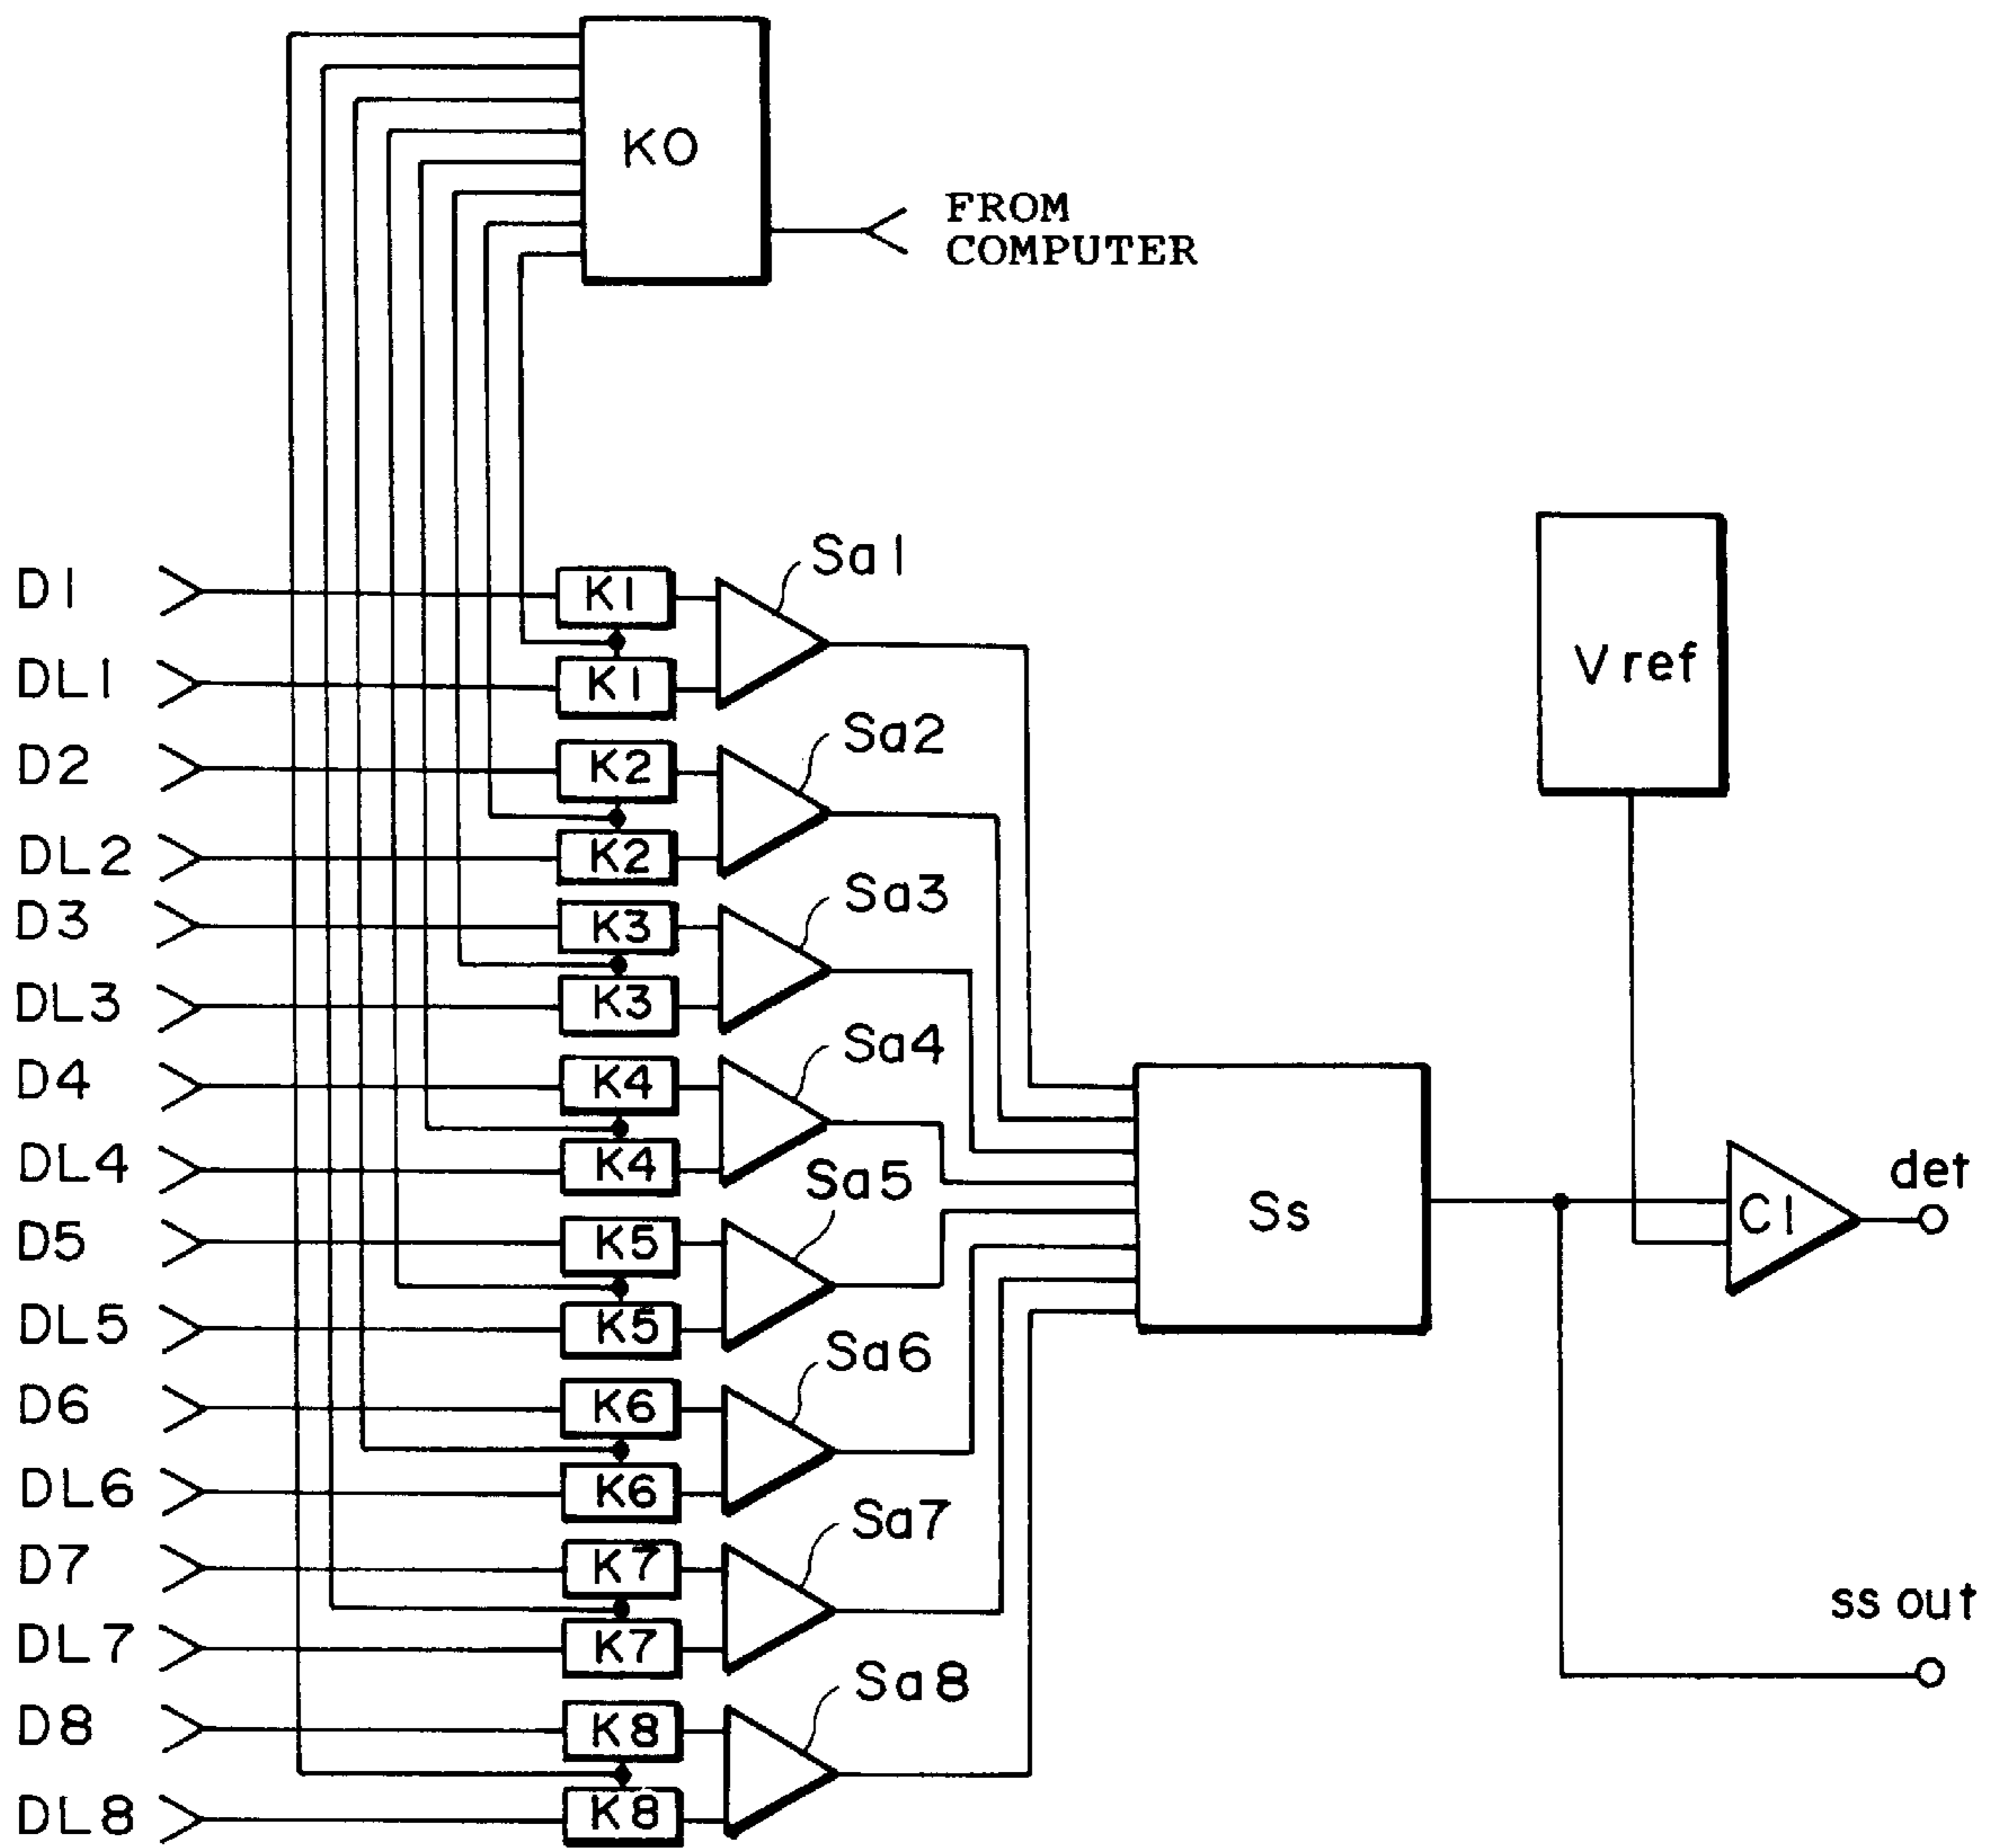 KO
FROM
COMPUTER
Sa1
D1
K1
DL1
K1
Vref
Sa2
D2
K2
DL2
K2
Sa3
D3
K3
DL3
K3
Sa4
D4
K4
DL4
K4
Sa5
D5
K5
DL5
K5
Ss
C1
det
Sa6
D6
K6
DL6
K6
Sa7
D7
K7
DL7
K7
ss out
Sa8
D8
K8
DL8
K8